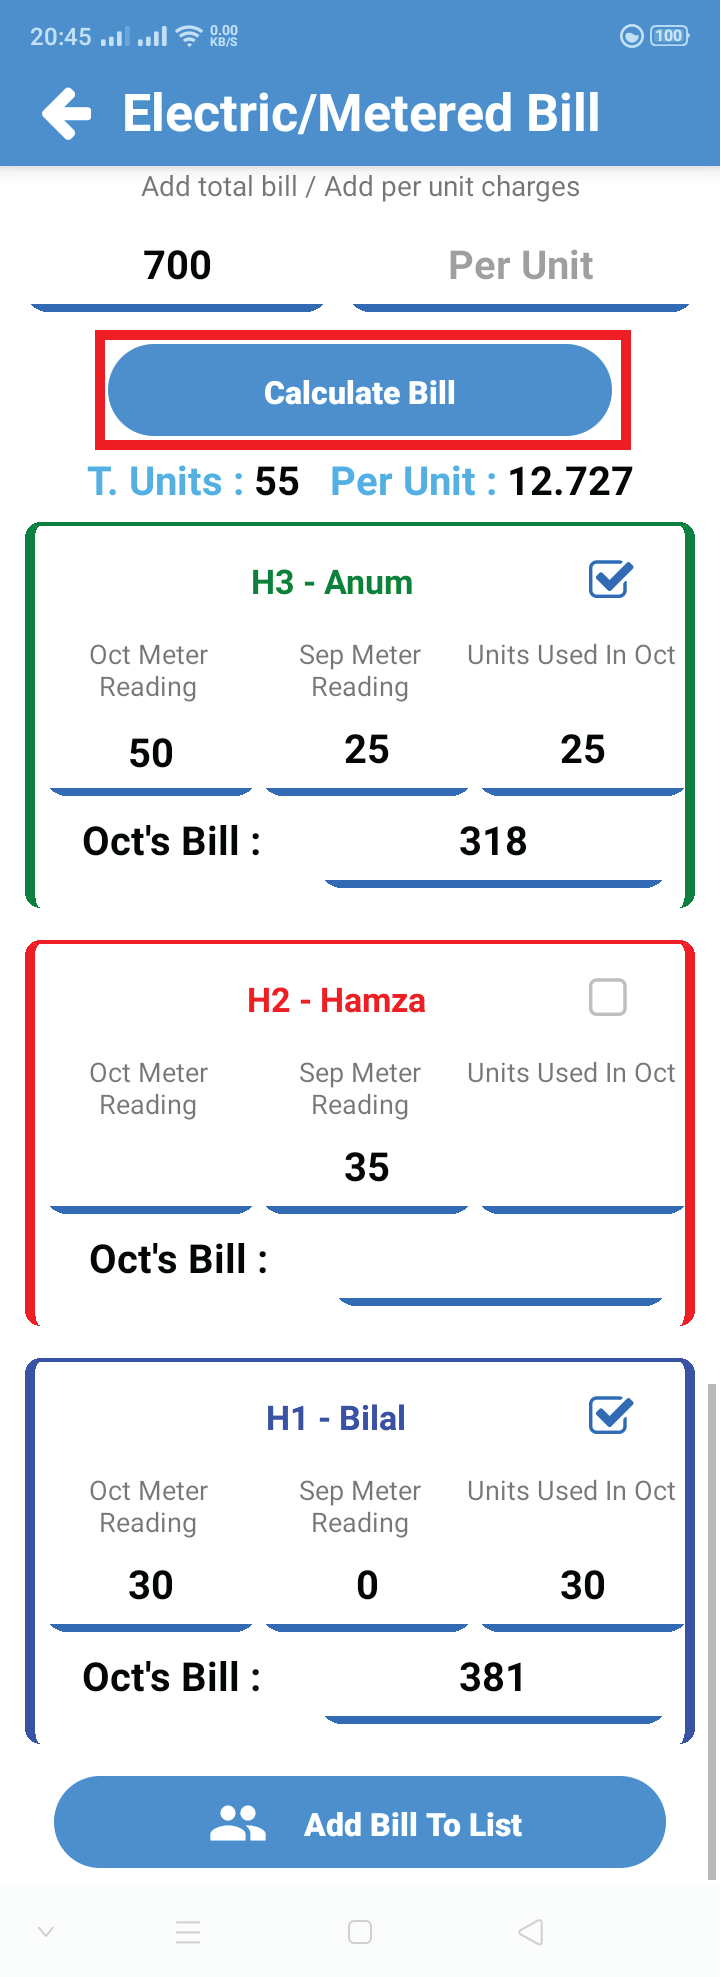 20:45 0.00 KB/S 100
Electric/Metered Bill
Add total bill / Add per unit charges
700 Per Unit
Calculate Bill
T. Units : 55 Per Unit : 12.727
H3 - Anum
Oct Meter Reading Sep Meter Reading Units Used In Oct
50 25 25
Oct's Bill : 318
H2 - Hamza
Oct Meter Reading Sep Meter Reading Units Used In Oct
35
Oct's Bill :
H1 - Bilal
Oct Meter Reading Sep Meter Reading Units Used In Oct
30 0 30
Oct's Bill : 381
Add Bill To List